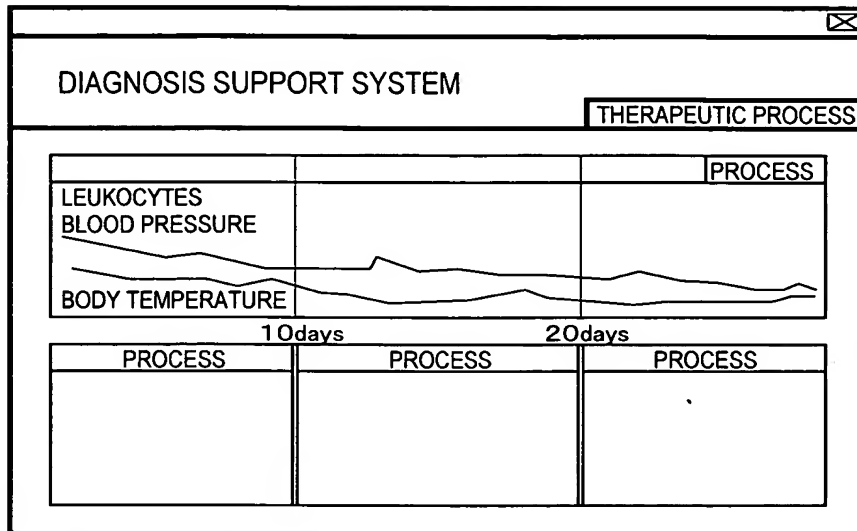 DIAGNOSIS SUPPORT SYSTEM
THERAPEUTIC PROCESS
PROCESS
LEUKOCYTES
BLOOD PRESSURE
BODY TEMPERATURE
10days 20days
PROCESS PROCESS PROCESS